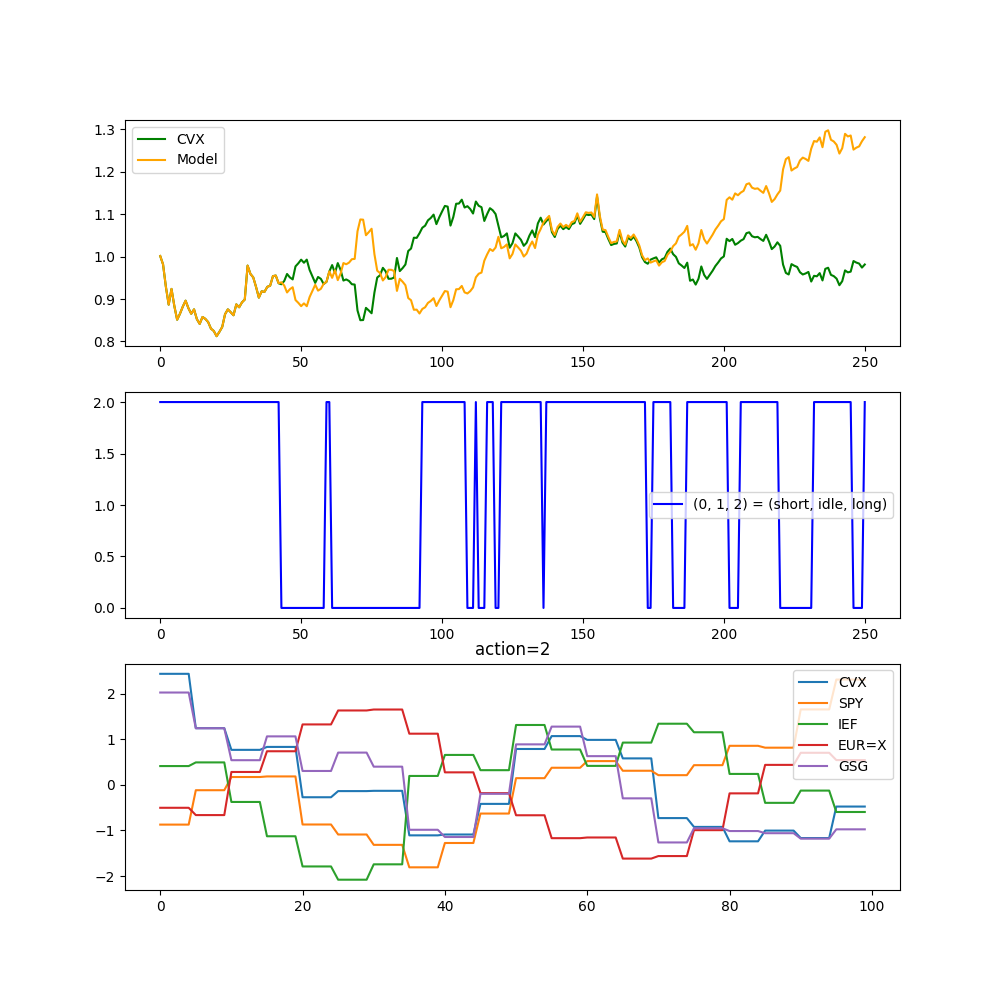 1.3
1.2
1.1
1.0
0.9
0.8
CVX
Model
0 50 100 150 200 250
2.0
1.5
1.0
0.5
0.0
(0, 1, 2) = (short, idle, long)
0 50 100 150 200 250
action=2
2
1
0
−1
−2
CVX
SPY
IEF
EUR=X
GSG
0 20 40 60 80 100